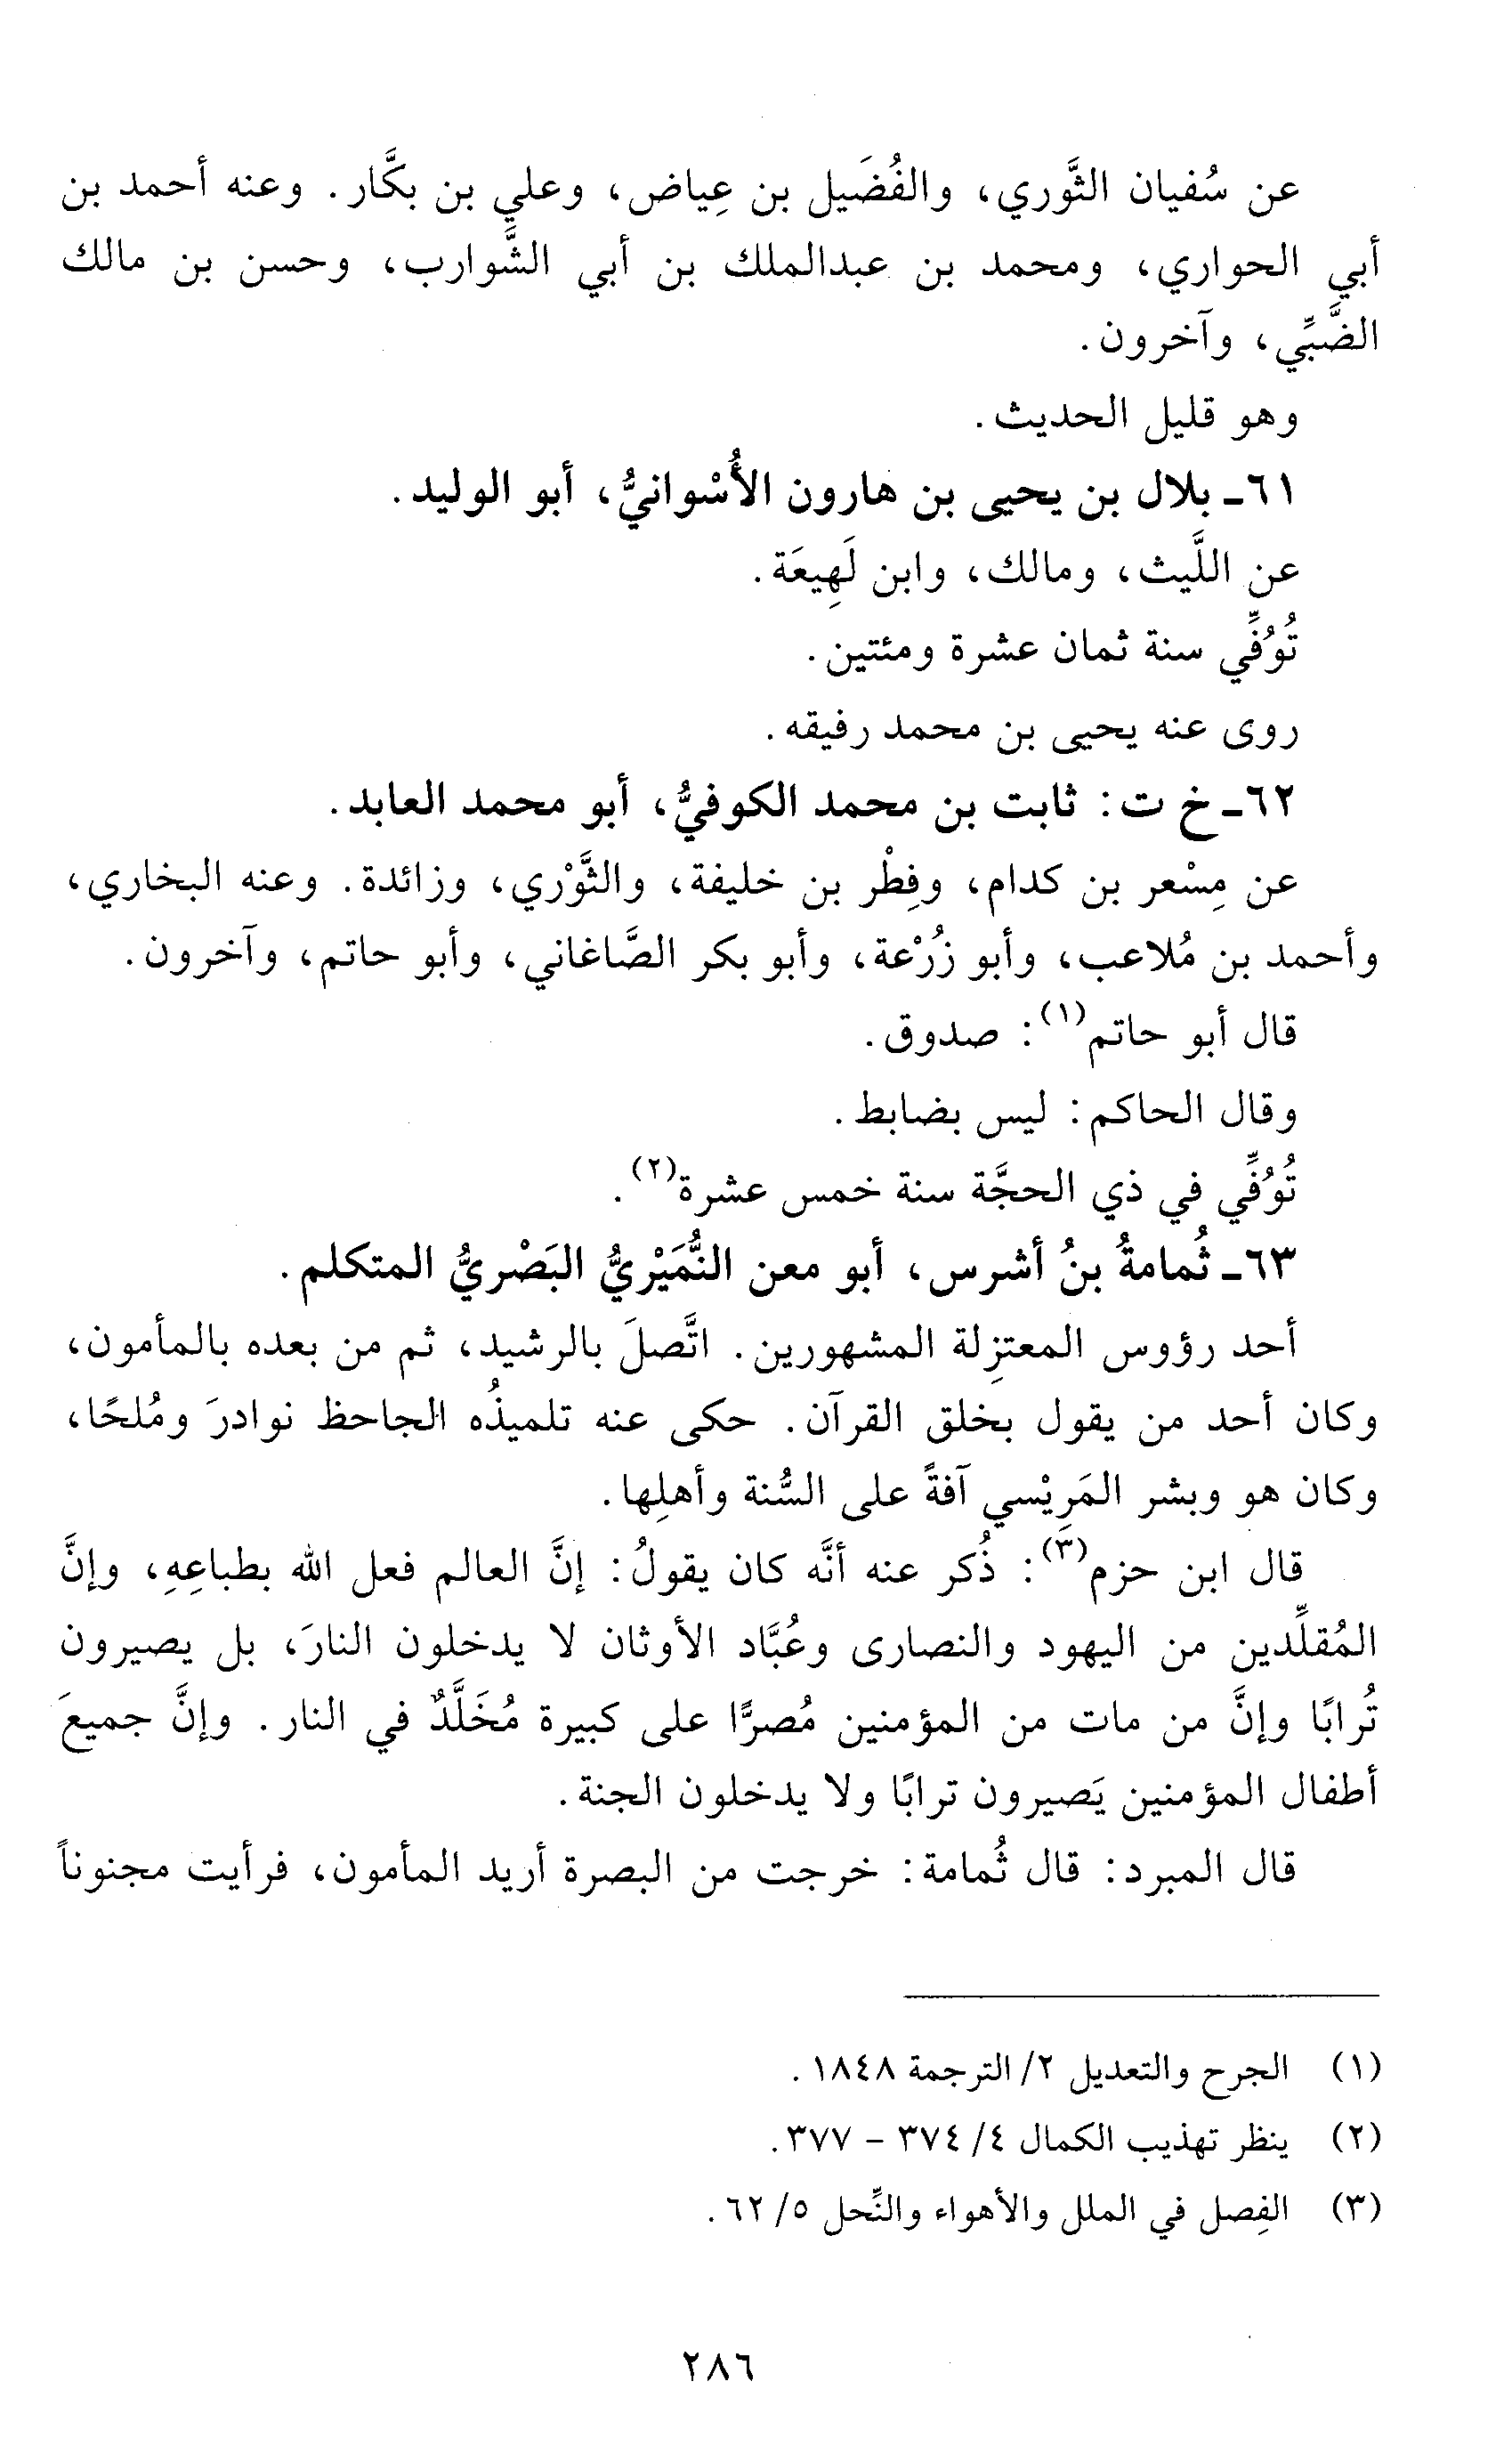 عن سُفيان الثَّوري، والفُضَيل بن عِياض، وعلي بن بكَّار. وعنه أحمد بن
أبي الحواري، ومحمد بن عبدالملك بن أبي الشَّوارب، وحسن بن مالك
الضَّبِّي، وآخرون.
وهو قليل الحديث.
٦١- بلال بن يحيى بن هارون الأُسْوانيُّ، أبو الوليد.
عن اللَّيث، ومالك، وابن لَهِيعَة.
تُوُفِّي سنة ثمان عشرة ومئتين.
روى عنه يحيى بن محمد رفيقه.
٦٢- خ ت: ثابت بن محمد الكوفيُّ، أبو محمد العابد.
عن مِسْعر بن كدام، وفِطْر بن خليفة، والثَّوْري، وزائدة. وعنه البخاري،
وأحمد بن مُلاعب، وأبو زُرْعة، وأبو بكر الصَّاغاني، وأبو حاتم، وآخرون.
قال أبو حاتم(١): صدوق.
وقال الحاكم: ليس بضابط.
تُوُفِّي في ذي الحجَّة سنة خمس عشرة(٢).
٦٣- ثُمامةُ بنُ أشرس، أبو معن النُّمَيْريُّ البَصْريُّ المتكلم.
أحد رؤوس المعتزِلة المشهورين. اتَّصلَ بالرشيد، ثم من بعده بالمأمون،
وكان أحد من يقول بخلق القرآن. حكى عنه تلميذُه الجاحظ نوادرَ ومُلحًا،
وكان هو وبشر المَرِيْسي آفةً على السُّنة وأهلِها.
قال ابن حزم(٣): ذُكر عنه أنَّه كان يقولُ: إنَّ العالم فعل الله بطباعِهِ، وإنَّ
المُقلِّدين من اليهود والنصارى وعُبَّاد الأوثان لا يدخلون النارَ، بل يصيرون
تُرابًا وإنَّ من مات من المؤمنين مُصرًّا على كبيرة مُخَلَّدٌ في النار. وإنَّ جميعَ
أطفال المؤمنين يَصيرون ترابًا ولا يدخلون الجنة.
قال المبرد: قال ثُمامة: خرجت من البصرة أريد المأمون، فرأيت مجنوناً
(١) الجرح والتعديل ٢/ الترجمة ١٨٤٨.
(٢) ينظر تهذيب الكمال ٤/ ٣٧٤ - ٣٧٧.
(٣) الفِصل في الملل والأهواء والنِّحل ٥/ ٦٢.
٢٨٦